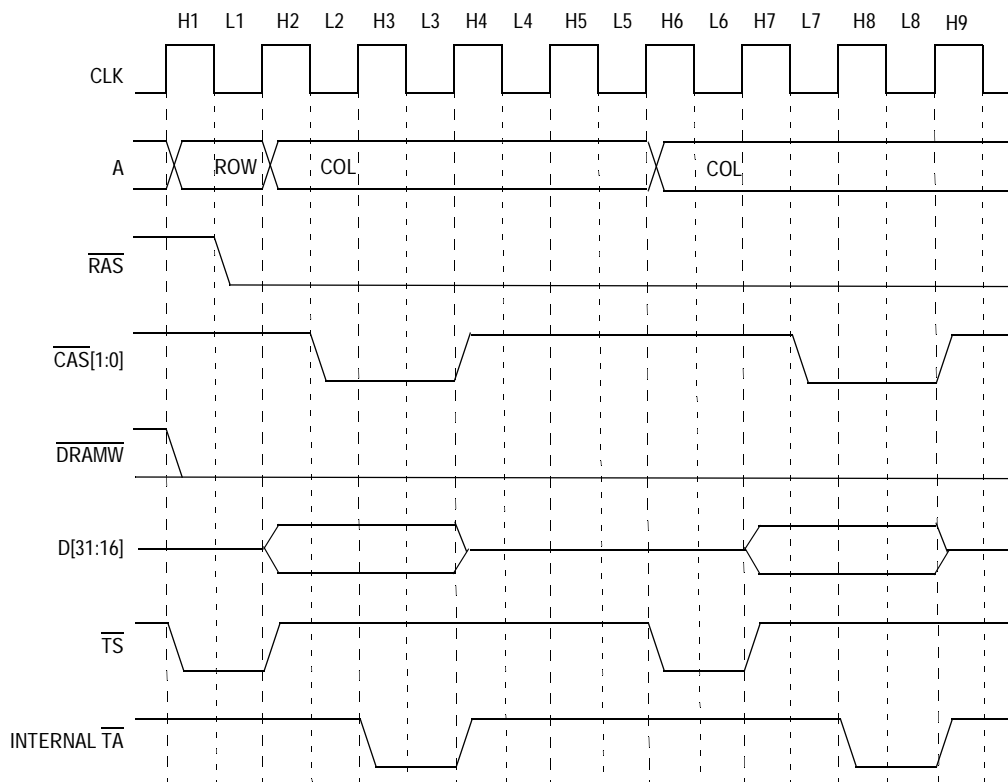 H1 L1 H2 L2 H3 L3 H4 L4 H5 L5 H6 L6 H7 L7 H8 L8 H9
CLK
A ROW COL COL
RAS
CAS[1:0]
DRAMW
D[31:16]
TS
INTERNAL TA